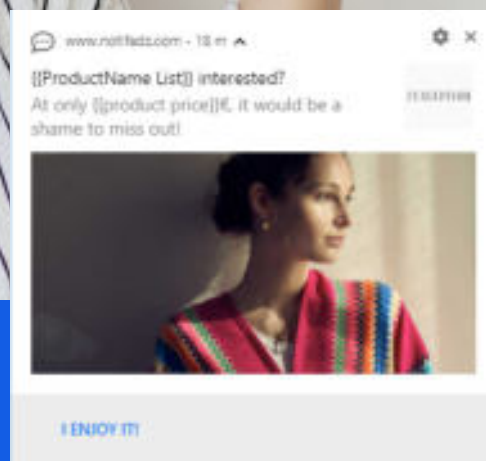 www.notifadz.com - 18 m
[[ProductName List]] interested?
At only [[product price]]€, it would be a
shame to miss out!
I ENJOY IT!